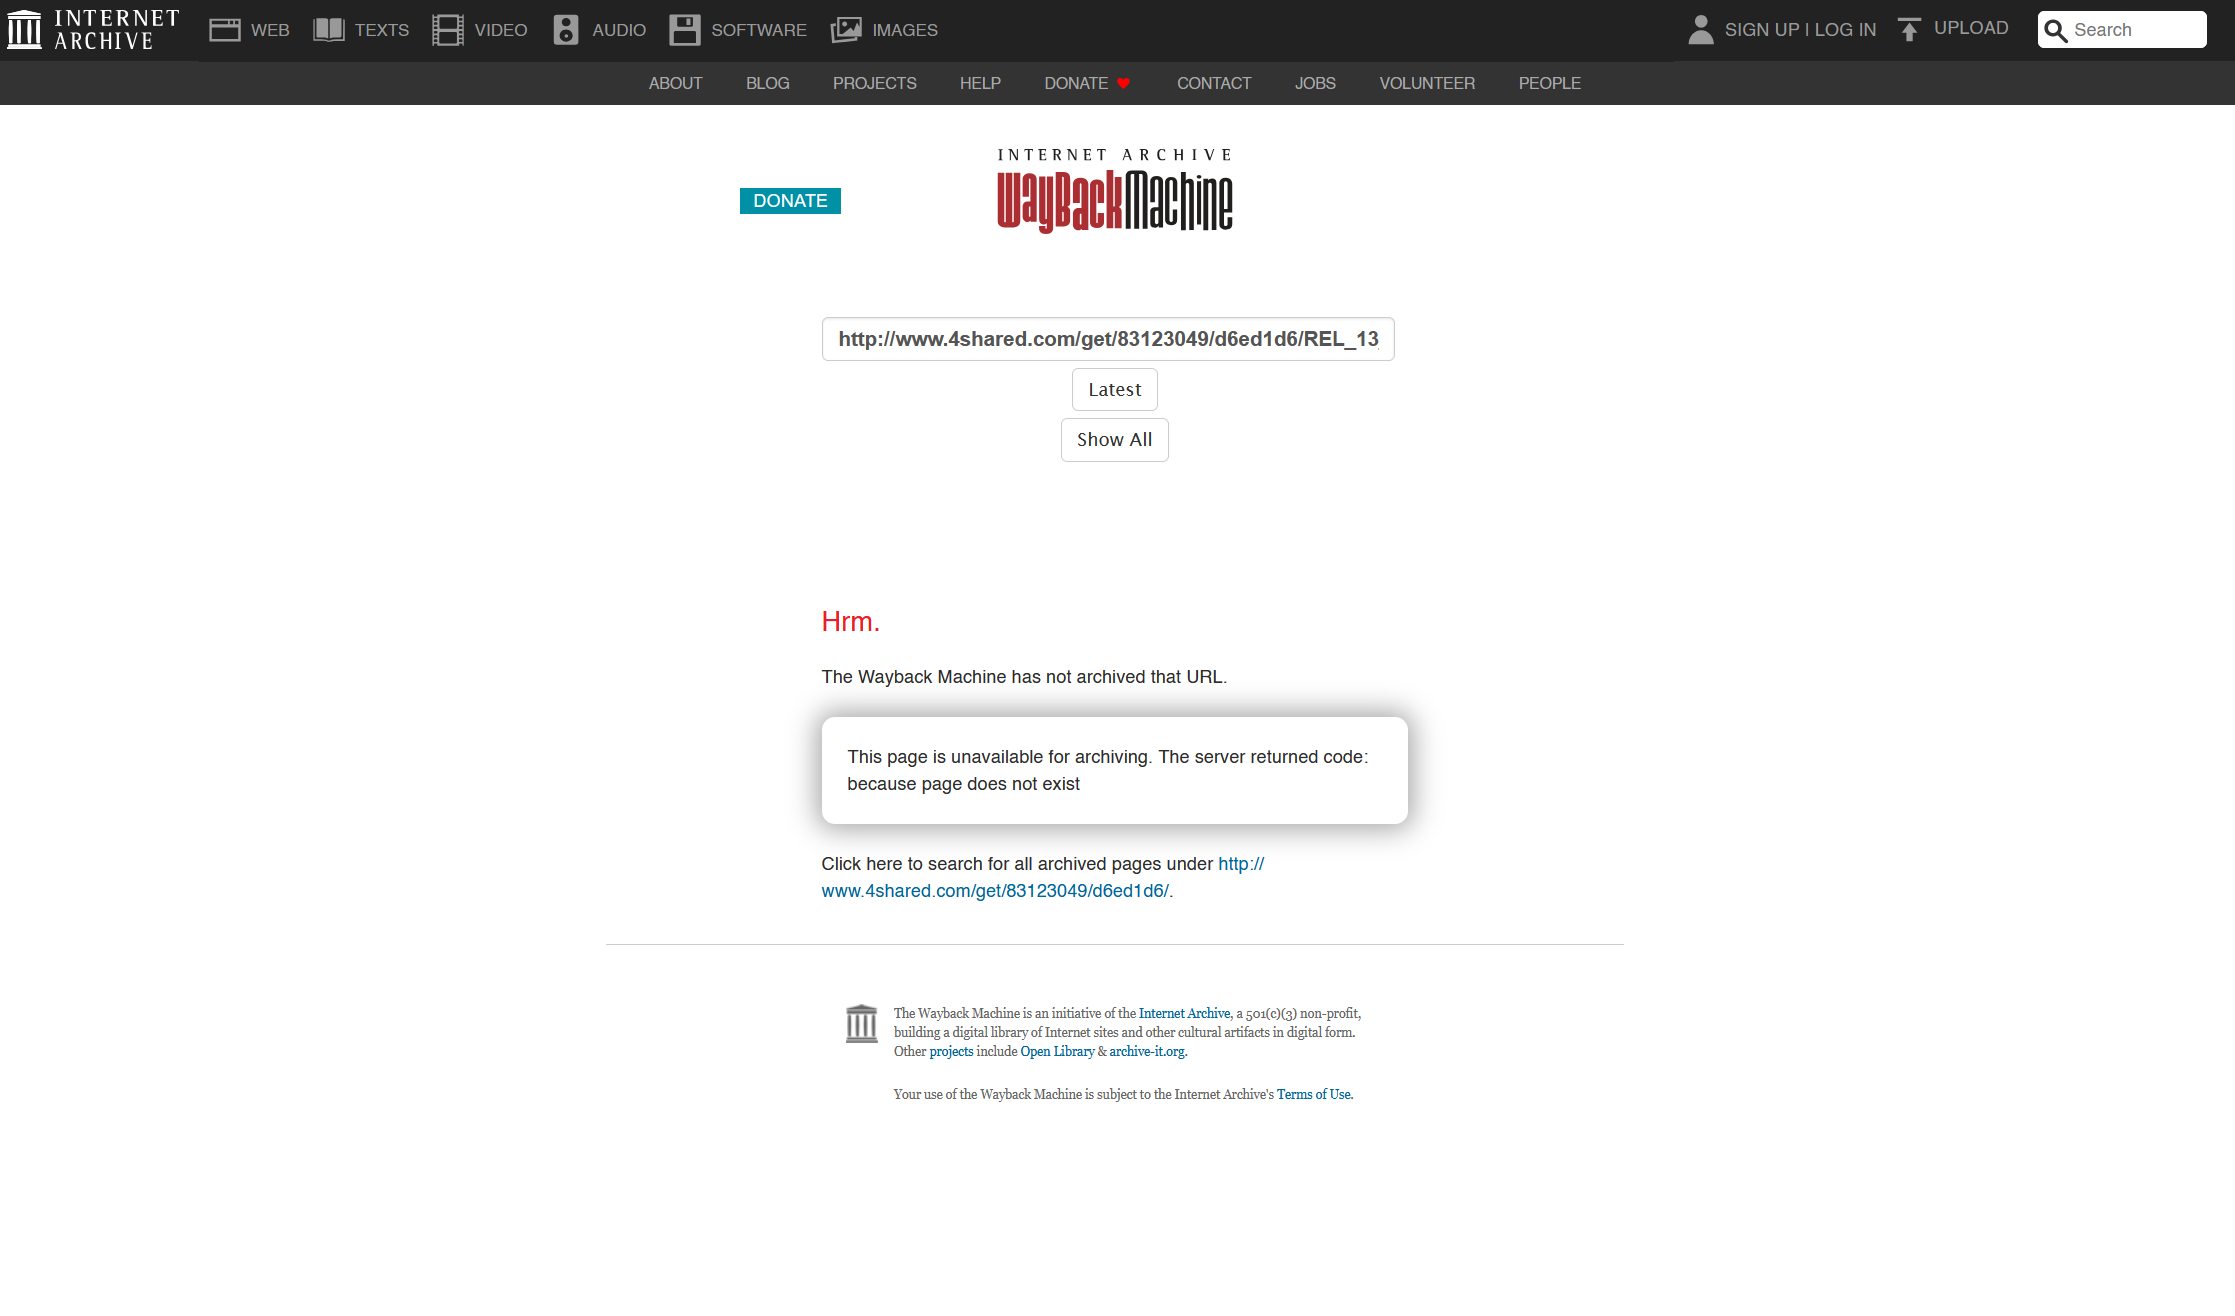 INTERNET ARCHIVE
WEB TEXTS VIDEO AUDIO SOFTWARE IMAGES
SIGN UP | LOG IN UPLOAD Search
ABOUT BLOG PROJECTS HELP DONATE CONTACT JOBS VOLUNTEER PEOPLE
DONATE
INTERNET ARCHIVE
WayBackMachine
http://www.4shared.com/get/83123049/d6ed1d6/REL_13
Latest
Show All
Hrm.
The Wayback Machine has not archived that URL.
This page is unavailable for archiving. The server returned code:
because page does not exist
Click here to search for all archived pages under http://
www.4shared.com/get/83123049/d6ed1d6/.
The Wayback Machine is an initiative of the Internet Archive, a 501(c)(3) non-profit,
building a digital library of Internet sites and other cultural artifacts in digital form.
Other projects include Open Library & archive-it.org.
Your use of the Wayback Machine is subject to the Internet Archive's Terms of Use.